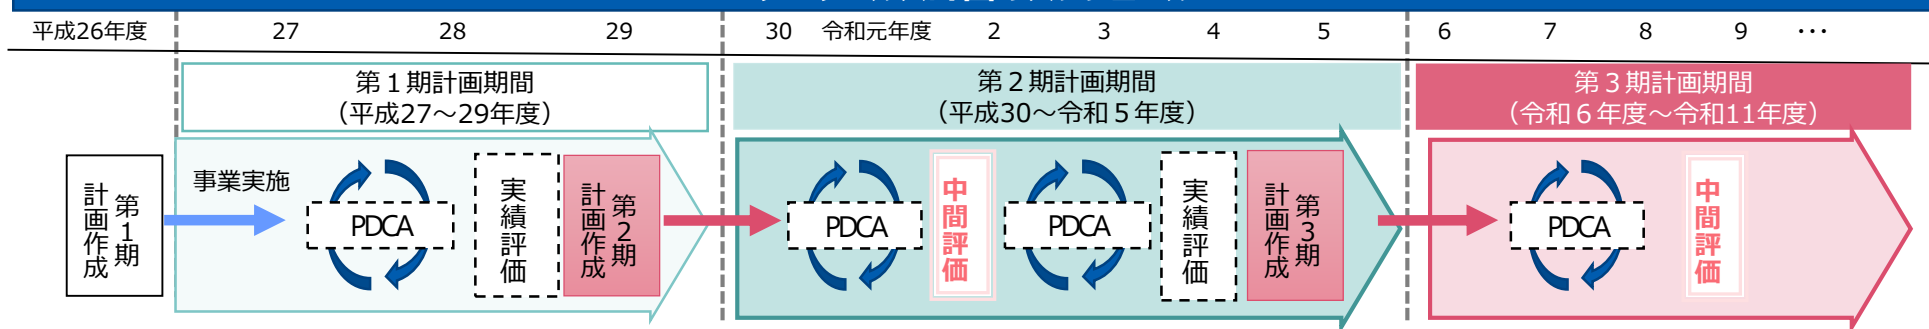 平成26年度 27 28 29 30 令和元年度 2 3 4 5 6 7 8 9 ・・・
第１期計画期間
（平成27～29年度）
第２期計画期間
（平成30～令和５年度）
第３期計画期間
（令和６年度～令和11年度）
第1期
計画作成
事業実施
PDCA
実績評価
第2期
計画作成
PDCA
中間評価
PDCA
実績評価
第3期
計画作成
PDCA
中間評価